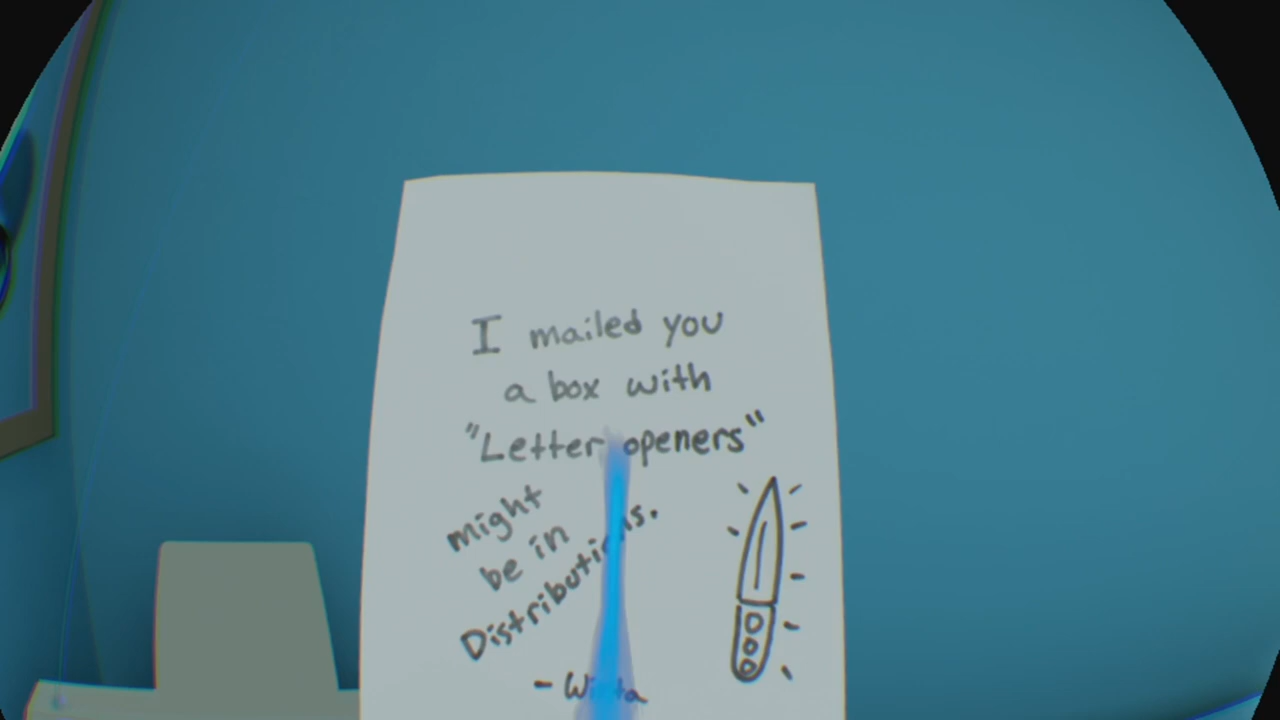 I mailed you
a box with
"Letter openers"
might
be in
Distributions.